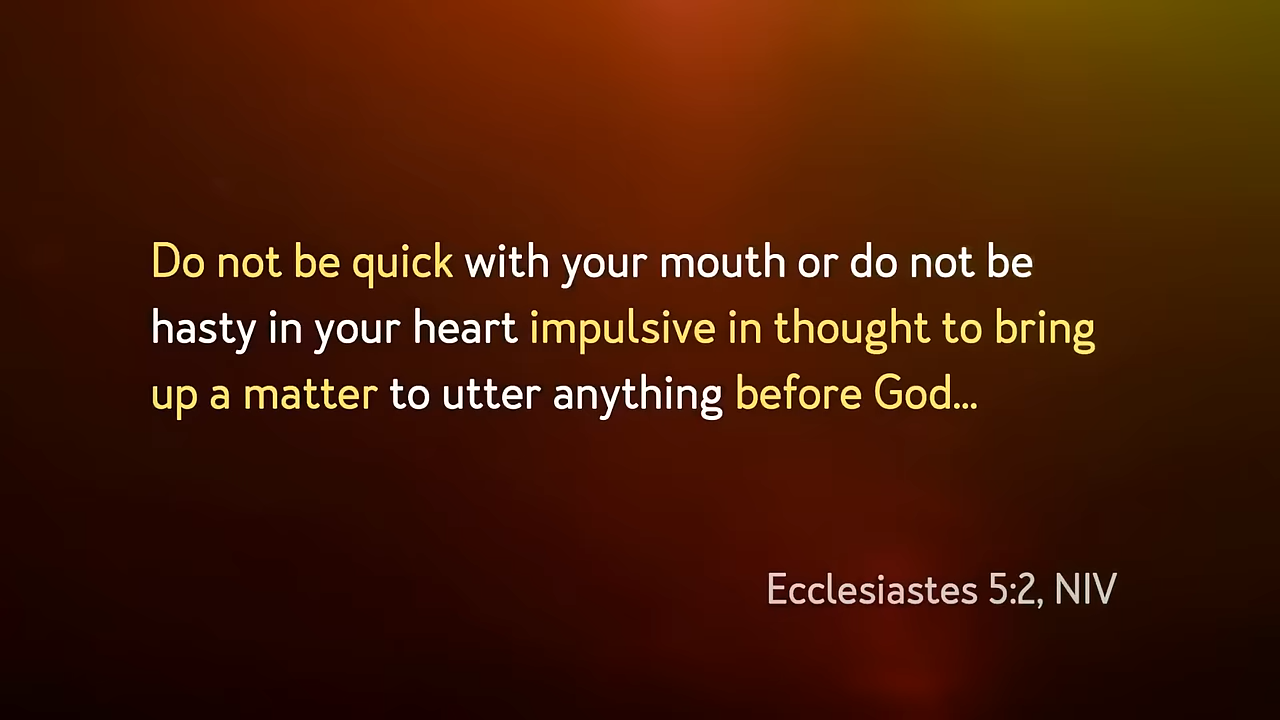 Do not be quick with your mouth or do not be
hasty in your heart impulsive in thought to bring
up a matter to utter anything before God...
Ecclesiastes 5:2, NIV